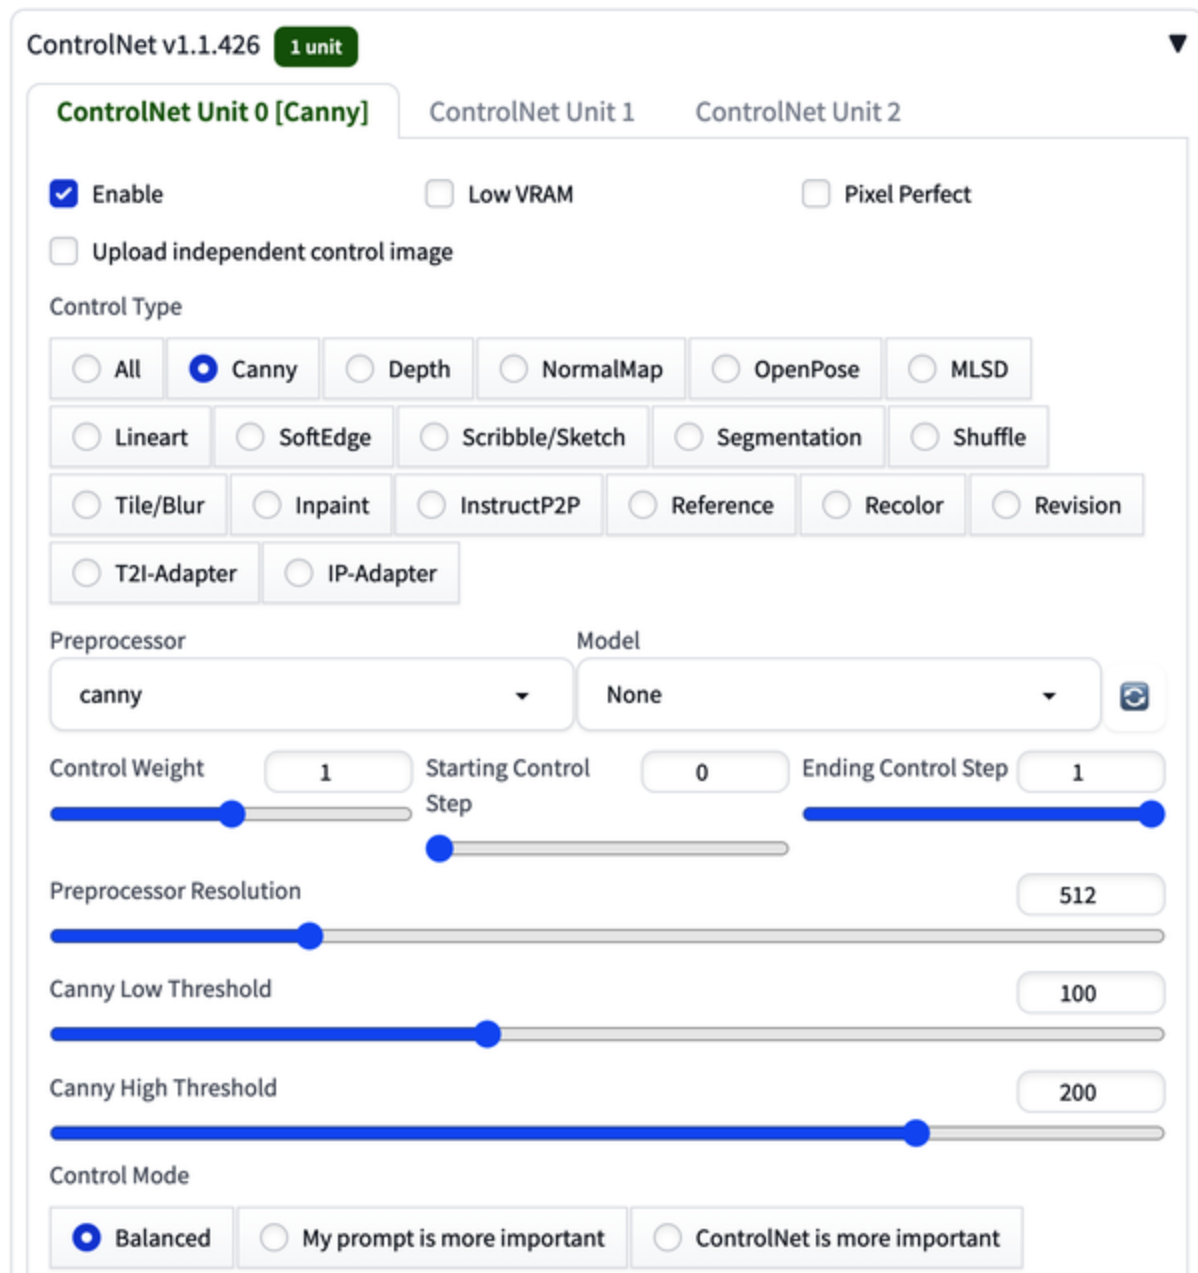 ControlNet v1.1.426 1 unit
ControlNet Unit 0 [Canny] ControlNet Unit 1 ControlNet Unit 2
Enable Low VRAM Pixel Perfect
Upload independent control image
Control Type
All Canny Depth NormalMap OpenPose MLSD
Lineart SoftEdge Scribble/Sketch Segmentation Shuffle
Tile/Blur Inpaint InstructP2P Reference Recolor Revision
T2I-Adapter IP-Adapter
Preprocessor Model
canny None
Control Weight 1 Starting Control 0 Ending Control Step 1
Step
Preprocessor Resolution 512
Canny Low Threshold 100
Canny High Threshold 200
Control Mode
Balanced My prompt is more important ControlNet is more important